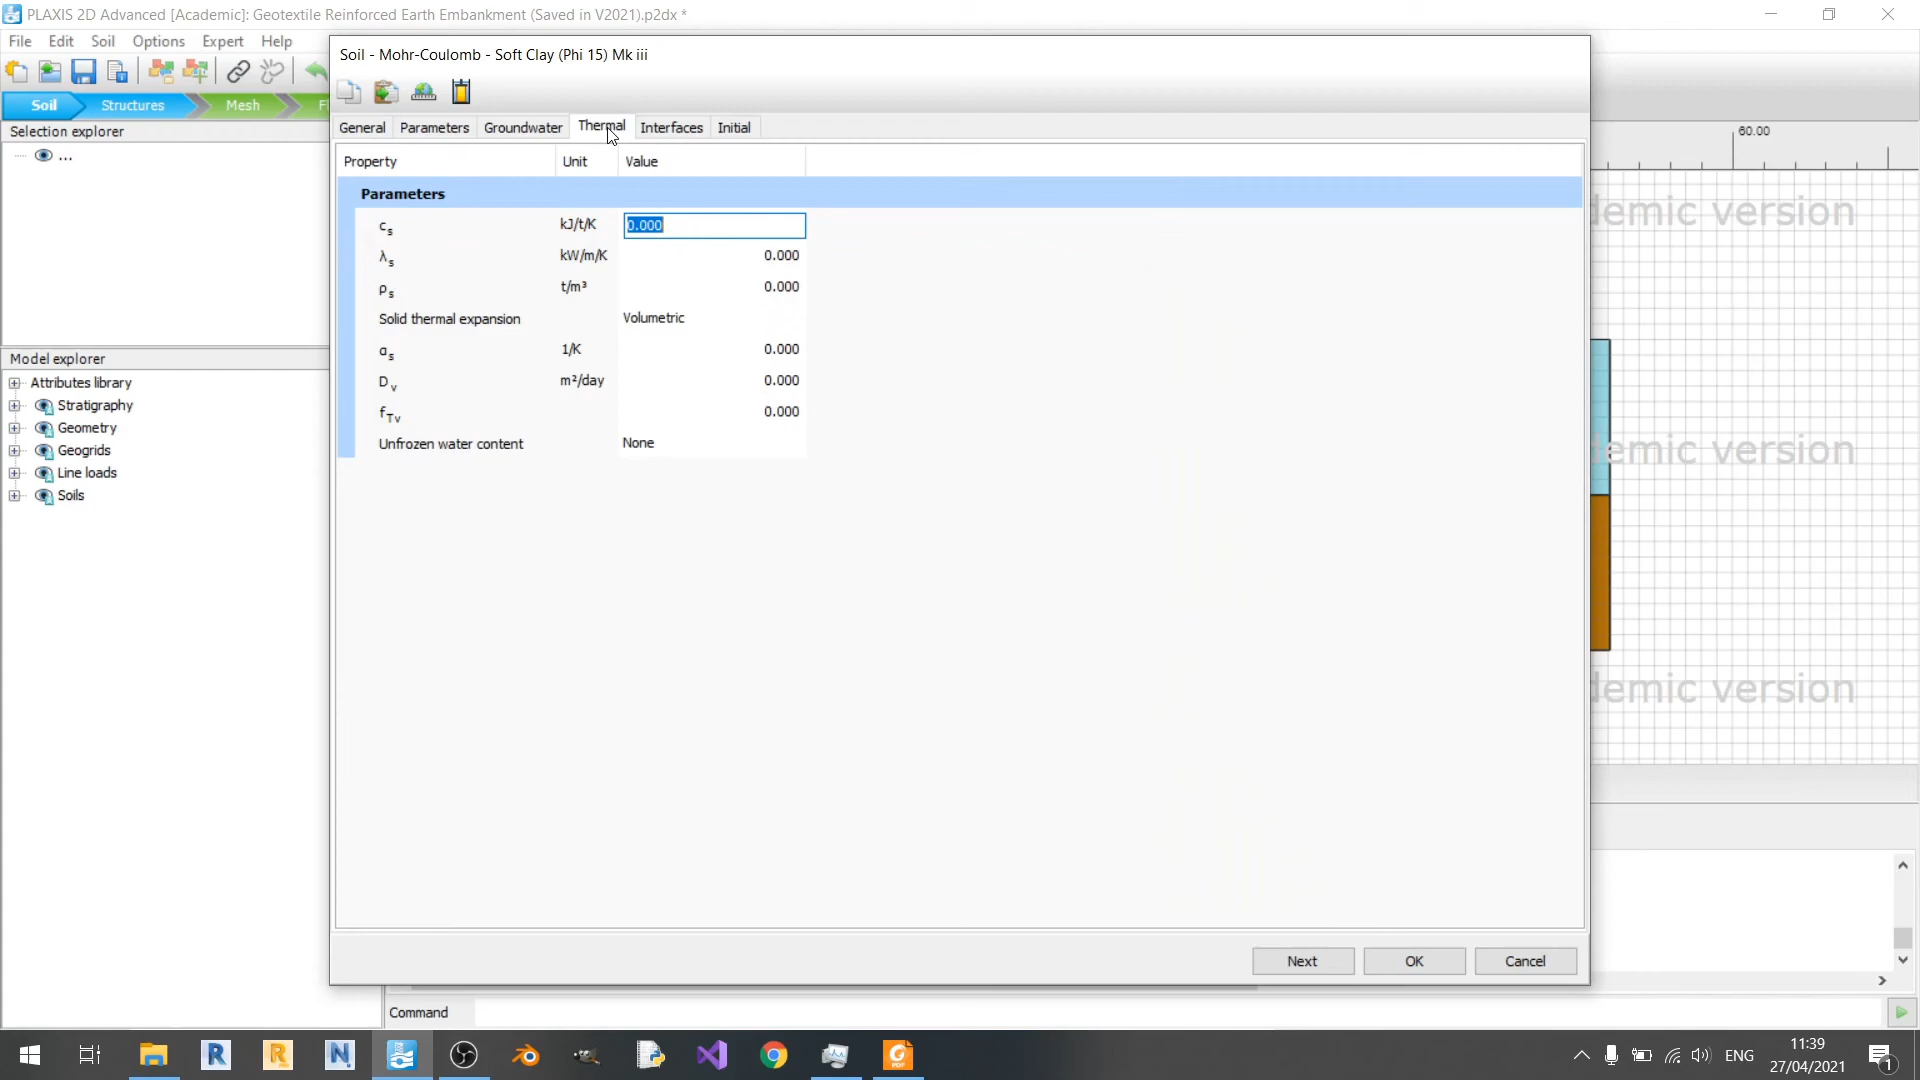 PLAXIS 2D Advanced [Academic]: Geotextile Reinforced Earth Embankment (Saved in V2021).p2dx *
File Edit Soil Options Expert Help
Soil Structures Mesh
Selection explorer
...
Model explorer
Attributes library
Stratigraphy
Geometry
Geogrids
Line loads
Soils
Soil - Mohr-Coulomb - Soft Clay (Phi 15) Mk iii
General Parameters Groundwater Thermal Interfaces Initial
Property Unit Value
Parameters
cs kJ/t/K 0.000
λs kW/m/K 0.000
ρs t/m³ 0.000
Solid thermal expansion Volumetric
αs 1/K 0.000
Dv m²/day 0.000
fTv 0.000
Unfrozen water content None
Next OK Cancel
60.00
demic version
demic version
demic version
Command
R R N
ENG
11:39
27/04/2021
1